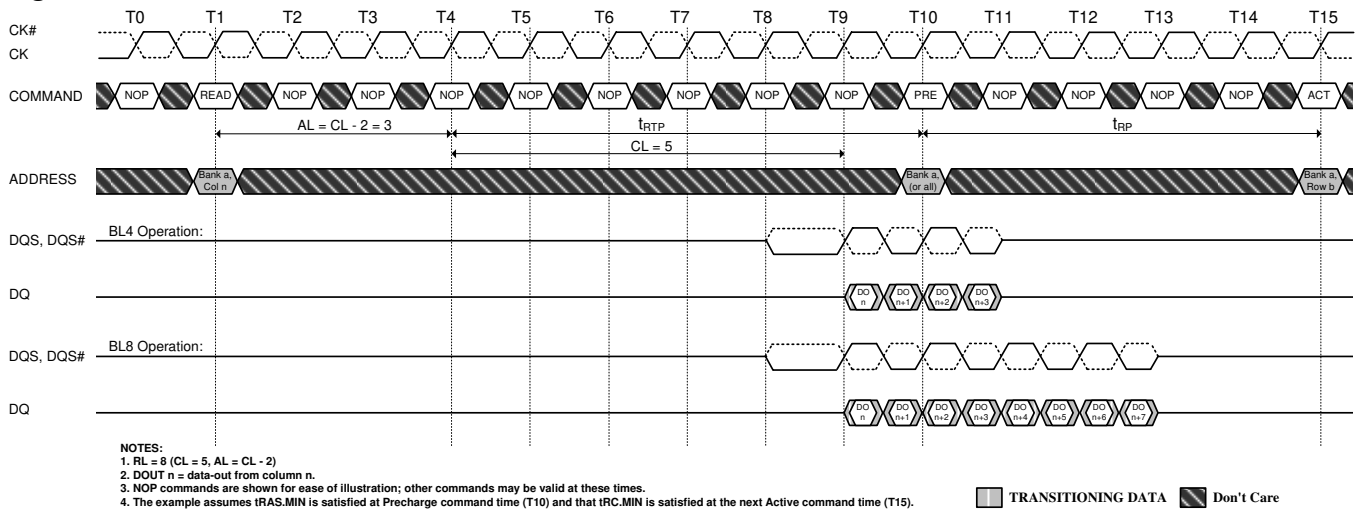 T0 T1 T2 T3 T4 T5 T6 T7 T8 T9 T10 T11 T12 T13 T14 T15
CK#
CK
COMMAND NOP READ NOP NOP NOP NOP NOP NOP NOP NOP PRE NOP NOP NOP NOP ACT
AL = CL - 2 = 3 tRTP tRP
CL = 5
ADDRESS Bank a, Col n Bank a, (or all) Bank a, Row b
BL4 Operation:
DQS, DQS#
DQ DO n DO n+1 DO n+2 DO n+3
BL8 Operation:
DQS, DQS#
DQ DO n DO n+1 DO n+2 DO n+3 DO n+4 DO n+5 DO n+6 DO n+7
NOTES:
1. RL = 8 (CL = 5, AL = CL - 2)
2. DOUT n = data-out from column n.
3. NOP commands are shown for ease of illustration; other commands may be valid at these times.
4. The example assumes tRAS.MIN is satisfied at Precharge command time (T10) and that tRC.MIN is satisfied at the next Active command time (T15).
TRANSITIONING DATA Don't Care